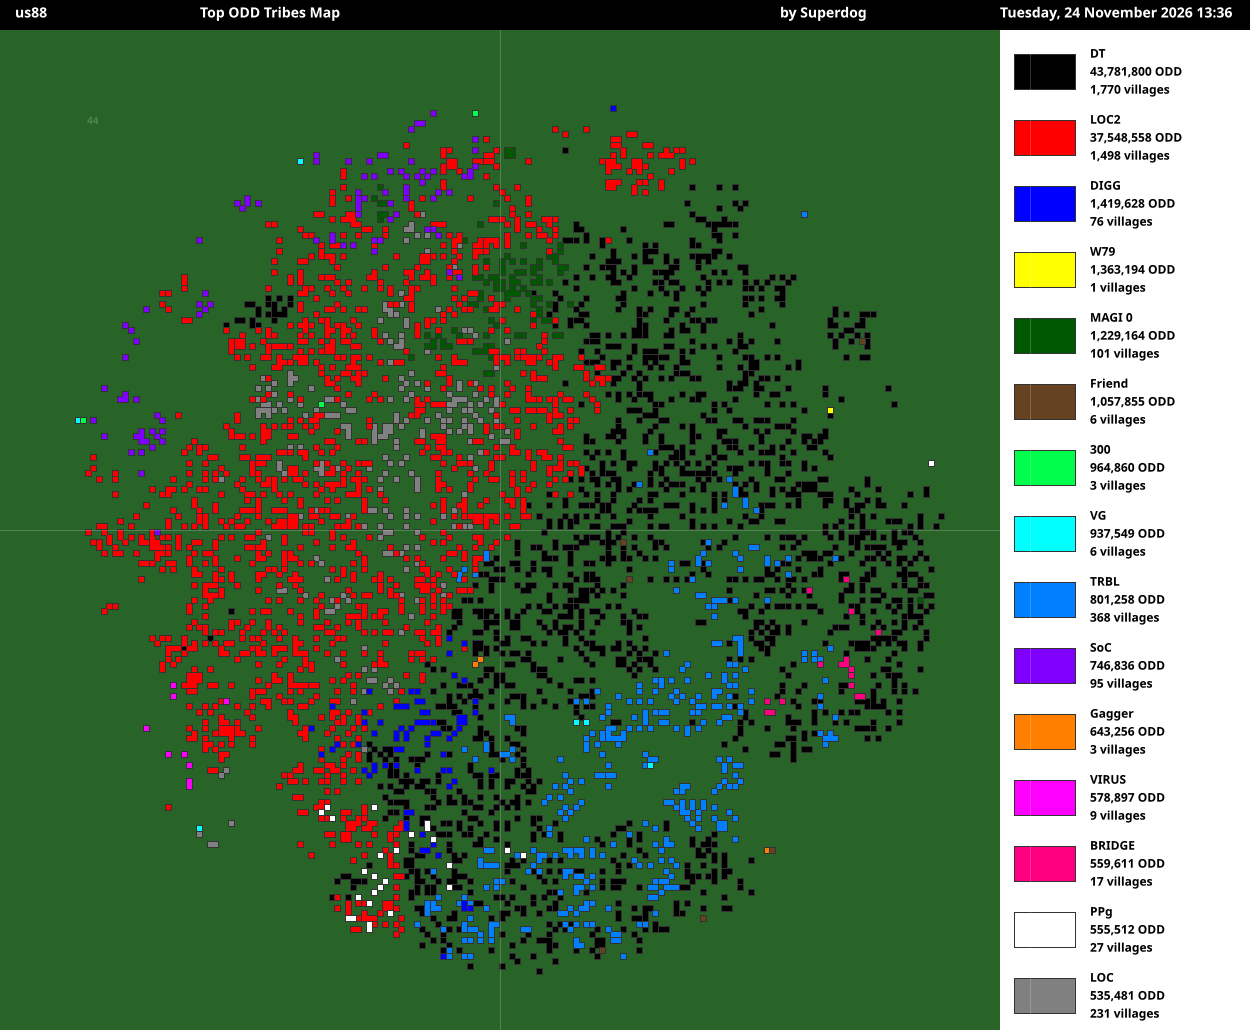 us88 Top ODD Tribes Map by Superdog Tuesday, 24 November 2026 13:36
44
DT
43,781,800 ODD
1,770 villages
LOC2
37,548,558 ODD
1,498 villages
DIGG
1,419,628 ODD
76 villages
W79
1,363,194 ODD
1 villages
MAGI 0
1,229,164 ODD
101 villages
Friend
1,057,855 ODD
6 villages
300
964,860 ODD
3 villages
VG
937,549 ODD
6 villages
TRBL
801,258 ODD
368 villages
SoC
746,836 ODD
95 villages
Gagger
643,256 ODD
3 villages
VIRUS
578,897 ODD
9 villages
BRIDGE
559,611 ODD
17 villages
PPg
555,512 ODD
27 villages
LOC
535,481 ODD
231 villages